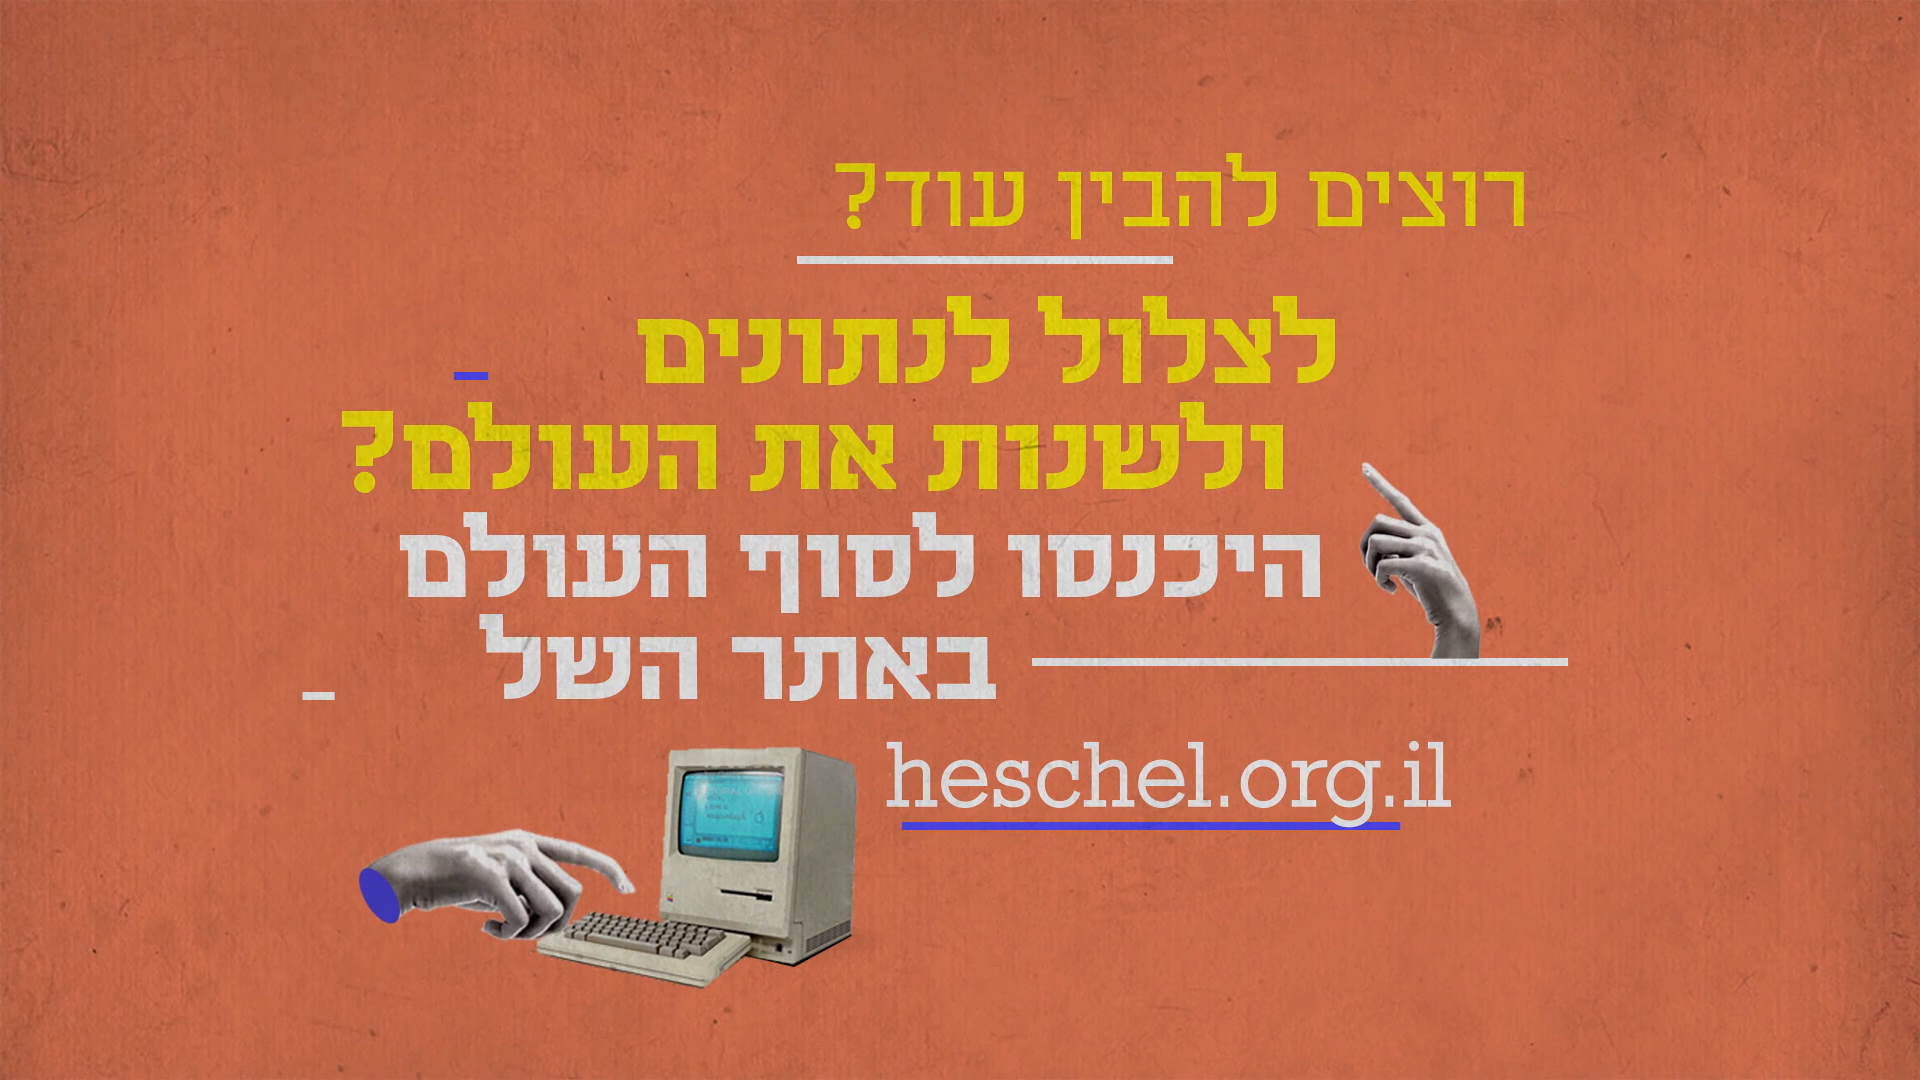 רוצים להבין עוד?
לצלול לנתונים
ולשנות את העולם?
היכנסו לסוף העולם
באתר השל
heschel.org.il